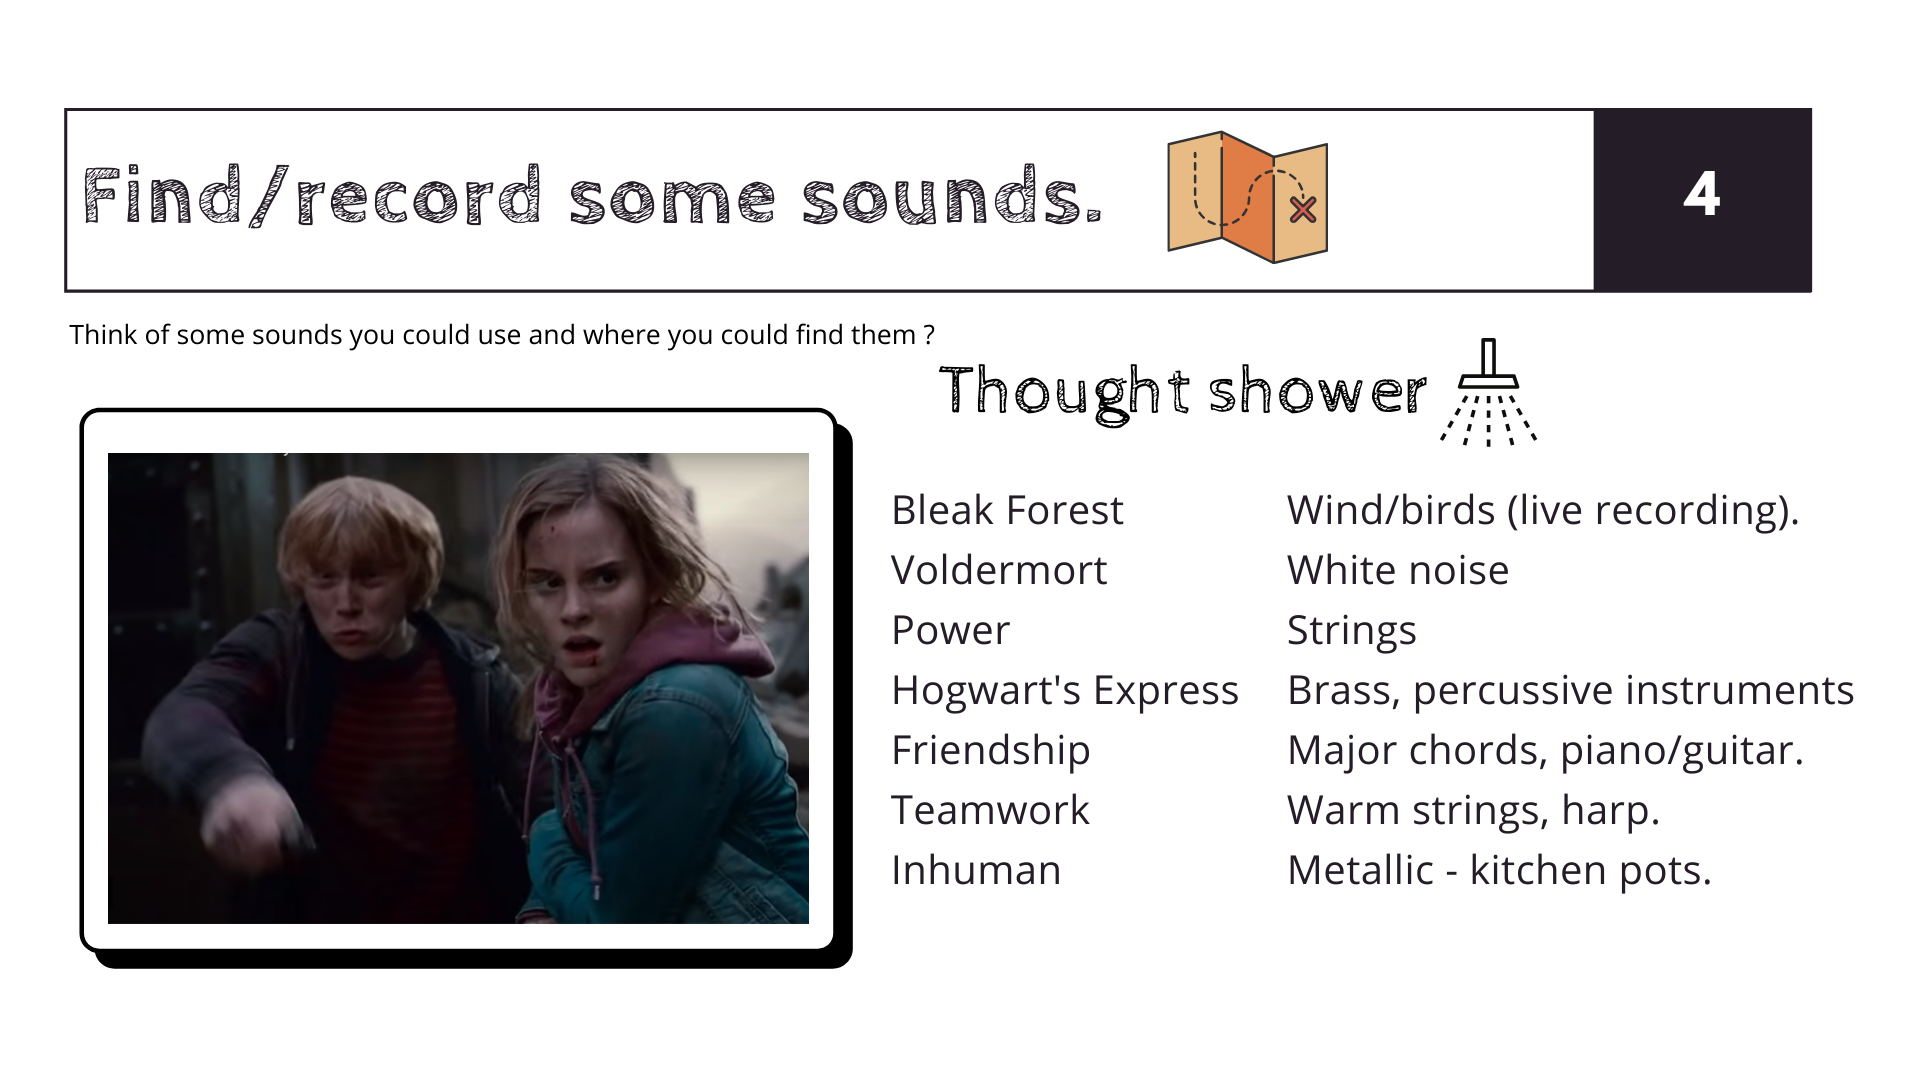 Find/record some sounds.
4
Think of some sounds you could use and where you could find them ?
Thought shower
Bleak Forest Wind/birds (live recording).
Voldermort White noise
Power Strings
Hogwart's Express Brass, percussive instruments
Friendship Major chords, piano/guitar.
Teamwork Warm strings, harp.
Inhuman Metallic - kitchen pots.